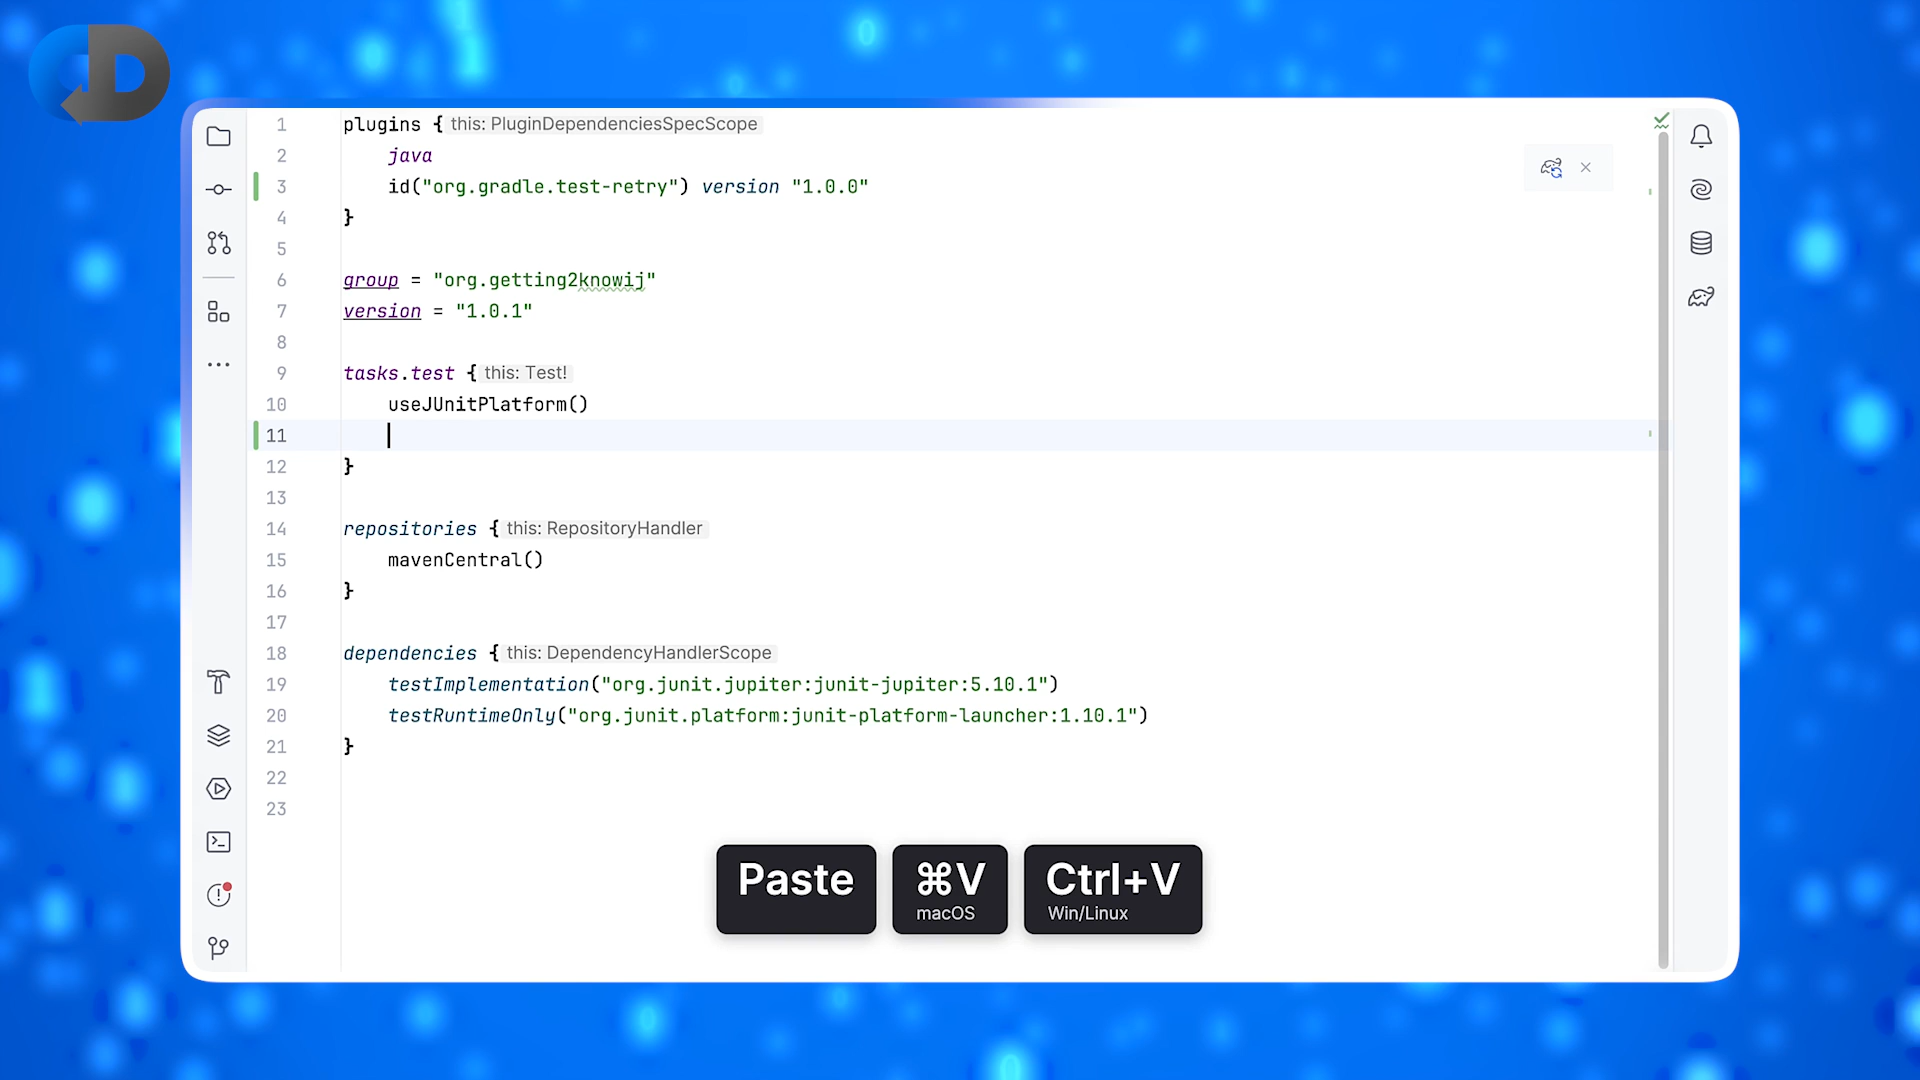 1 plugins { this: PluginDependenciesSpecScope
2 java
3 id("org.gradle.test-retry") version "1.0.0"
4 }
5
6 group = "org.getting2knowij"
7 version = "1.0.1"
8
9 tasks.test { this: Test!
10 useJUnitPlatform()
11
12 }
13
14 repositories { this: RepositoryHandler
15 mavenCentral()
16 }
17
18 dependencies { this: DependencyHandlerScope
19 testImplementation("org.junit.jupiter:junit-jupiter:5.10.1")
20 testRuntimeOnly("org.junit.platform:junit-platform-launcher:1.10.1")
21 }
22
23
Paste ⌘V Ctrl+V
macOS Win/Linux